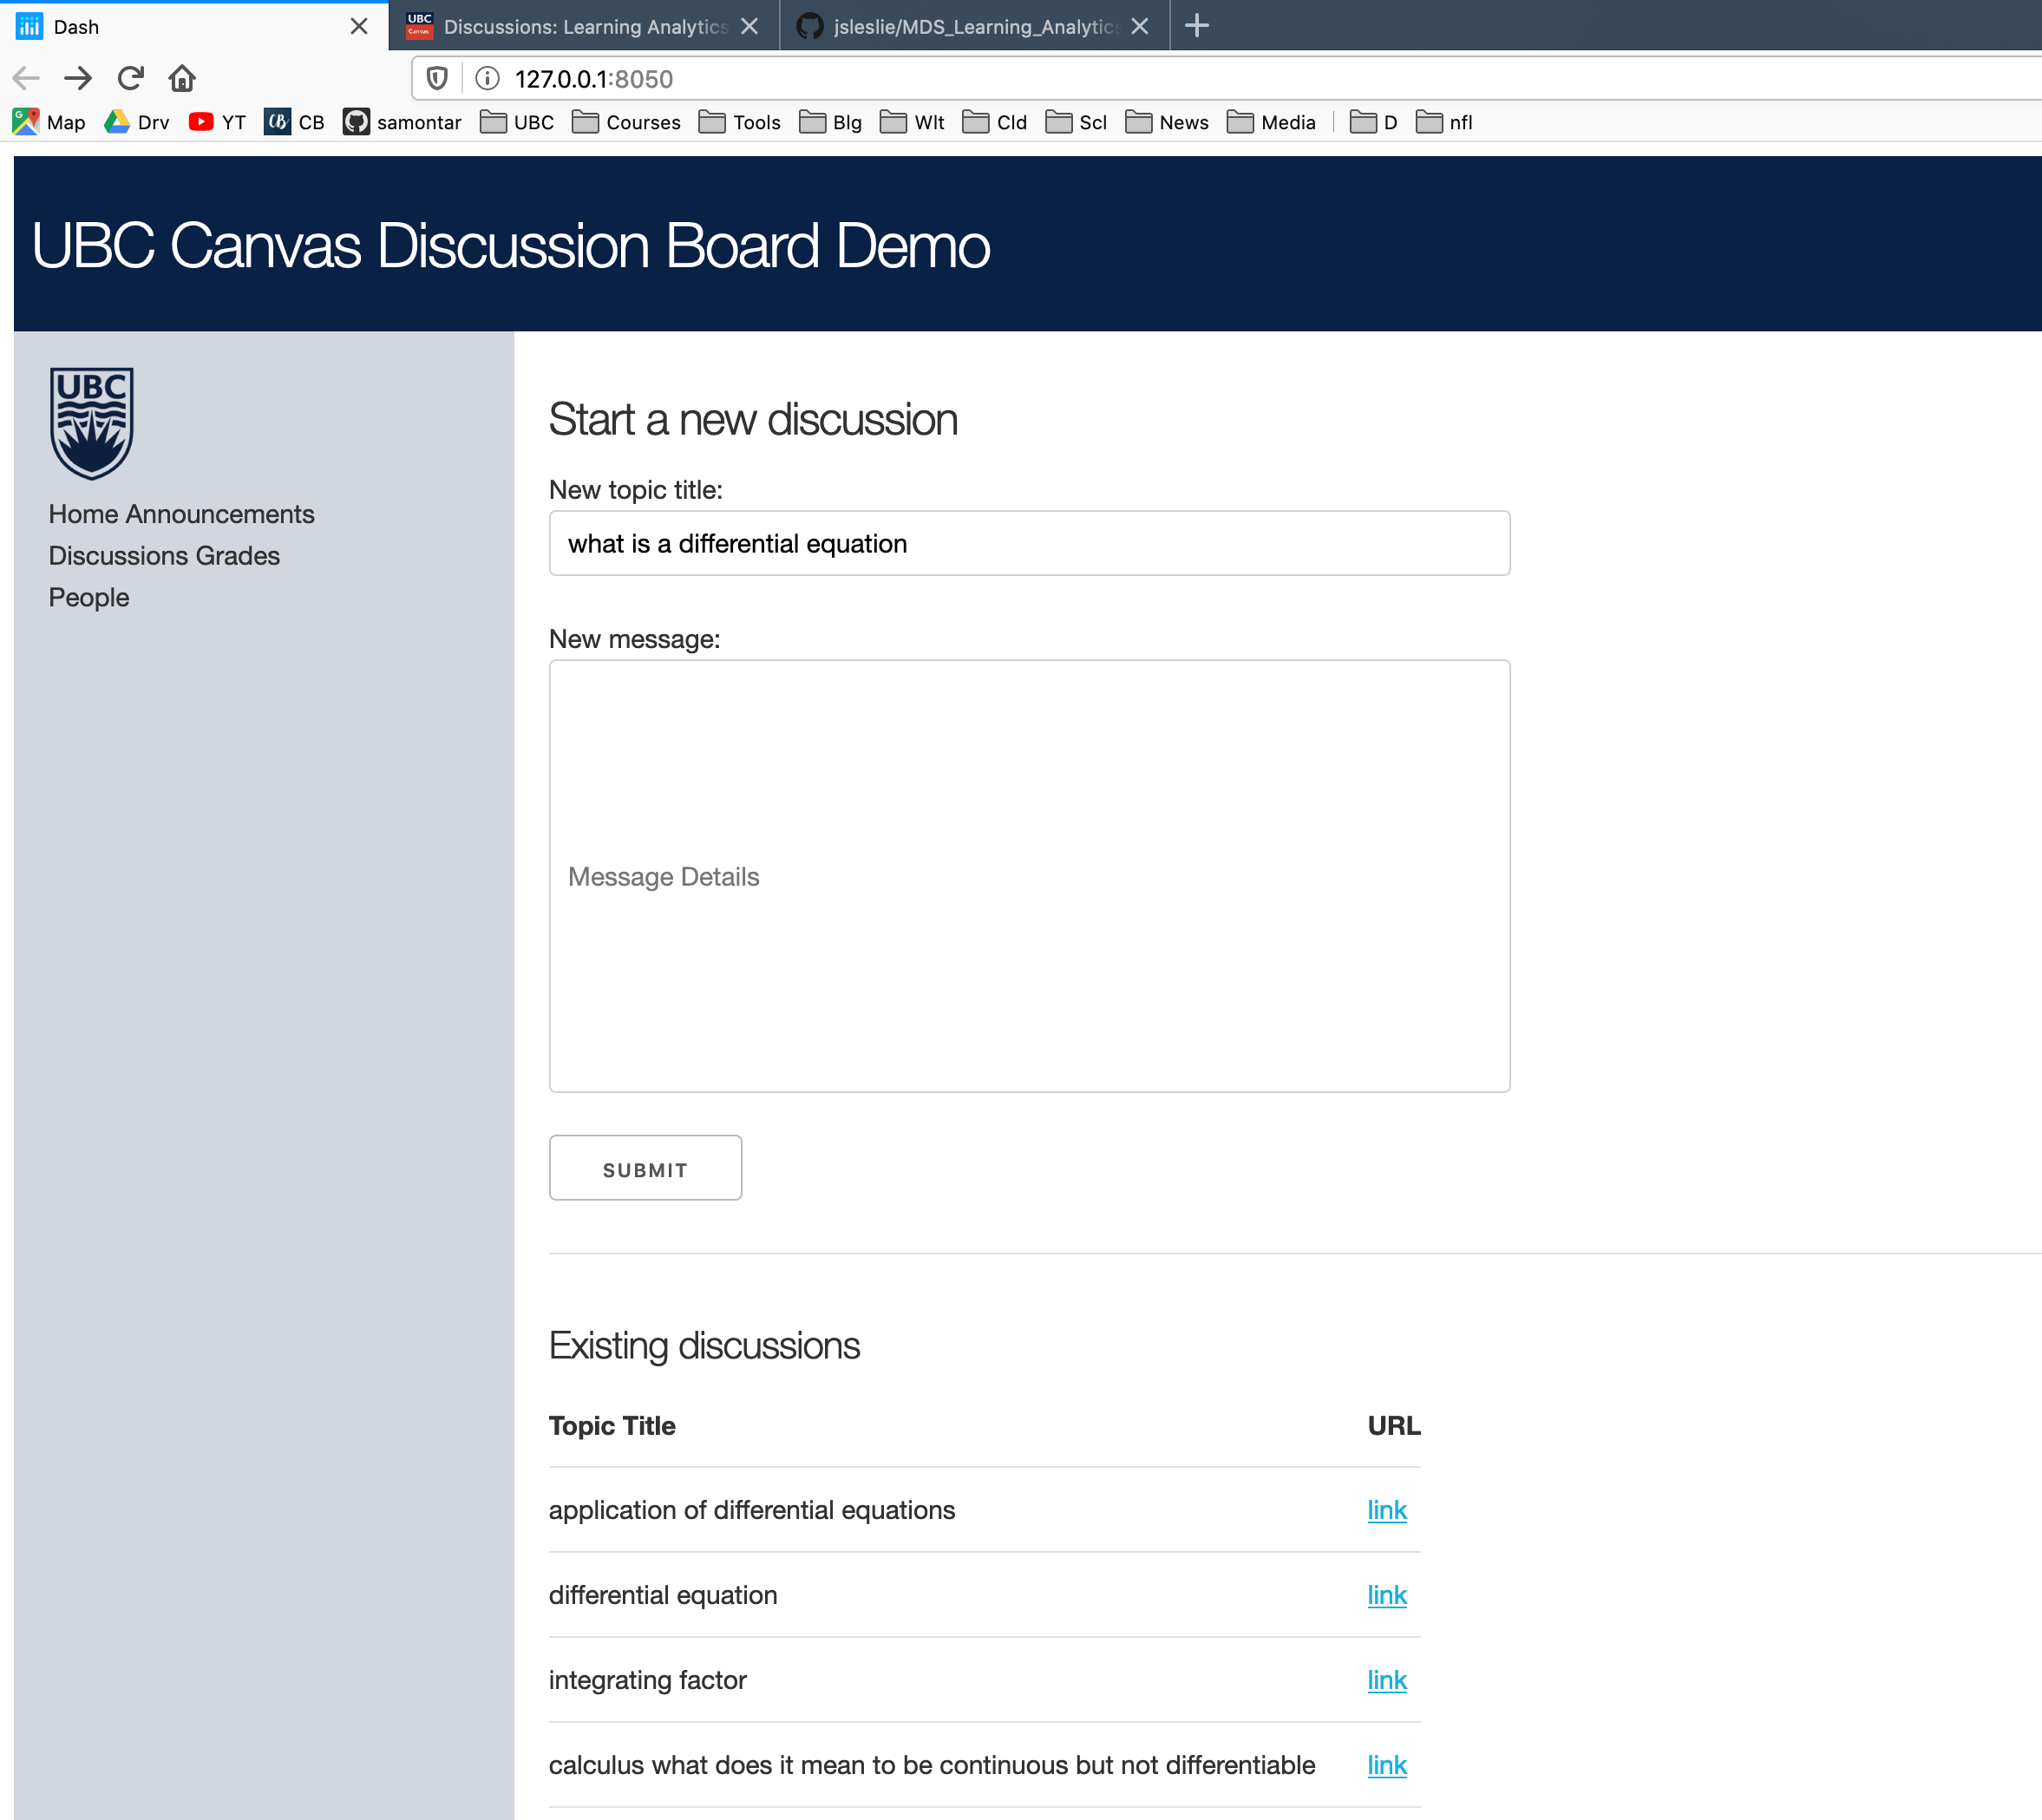 Dash
UBC Canvas Discussions: Learning Analytics
jsleslie/MDS_Learning_Analytics
127.0.0.1:8050
Map Drv YT CB samontar UBC Courses Tools Blg Wlt Cld Scl News Media D nfl
UBC Canvas Discussion Board Demo
UBC
Home Announcements
Discussions Grades
People
Start a new discussion
New topic title:
what is a differential equation
New message:
Message Details
SUBMIT
Existing discussions
Topic Title URL
application of differential equations link
differential equation link
integrating factor link
calculus what does it mean to be continuous but not differentiable link